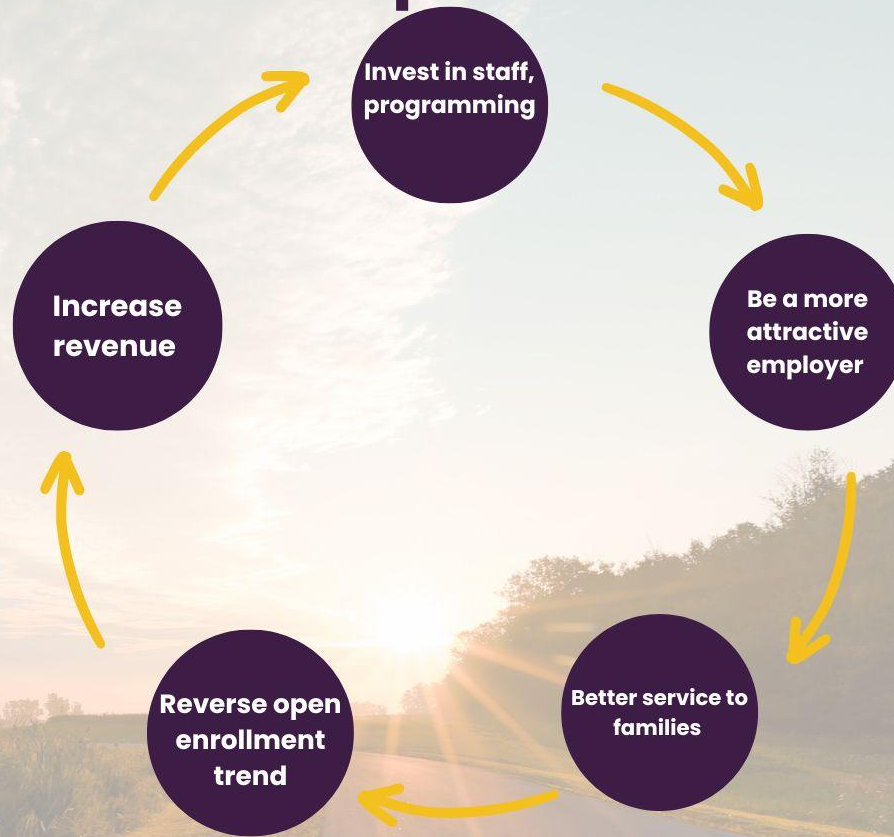 Invest in staff,
programming
Be a more
attractive
employer
Better service to
families
Reverse open
enrollment
trend
Increase
revenue